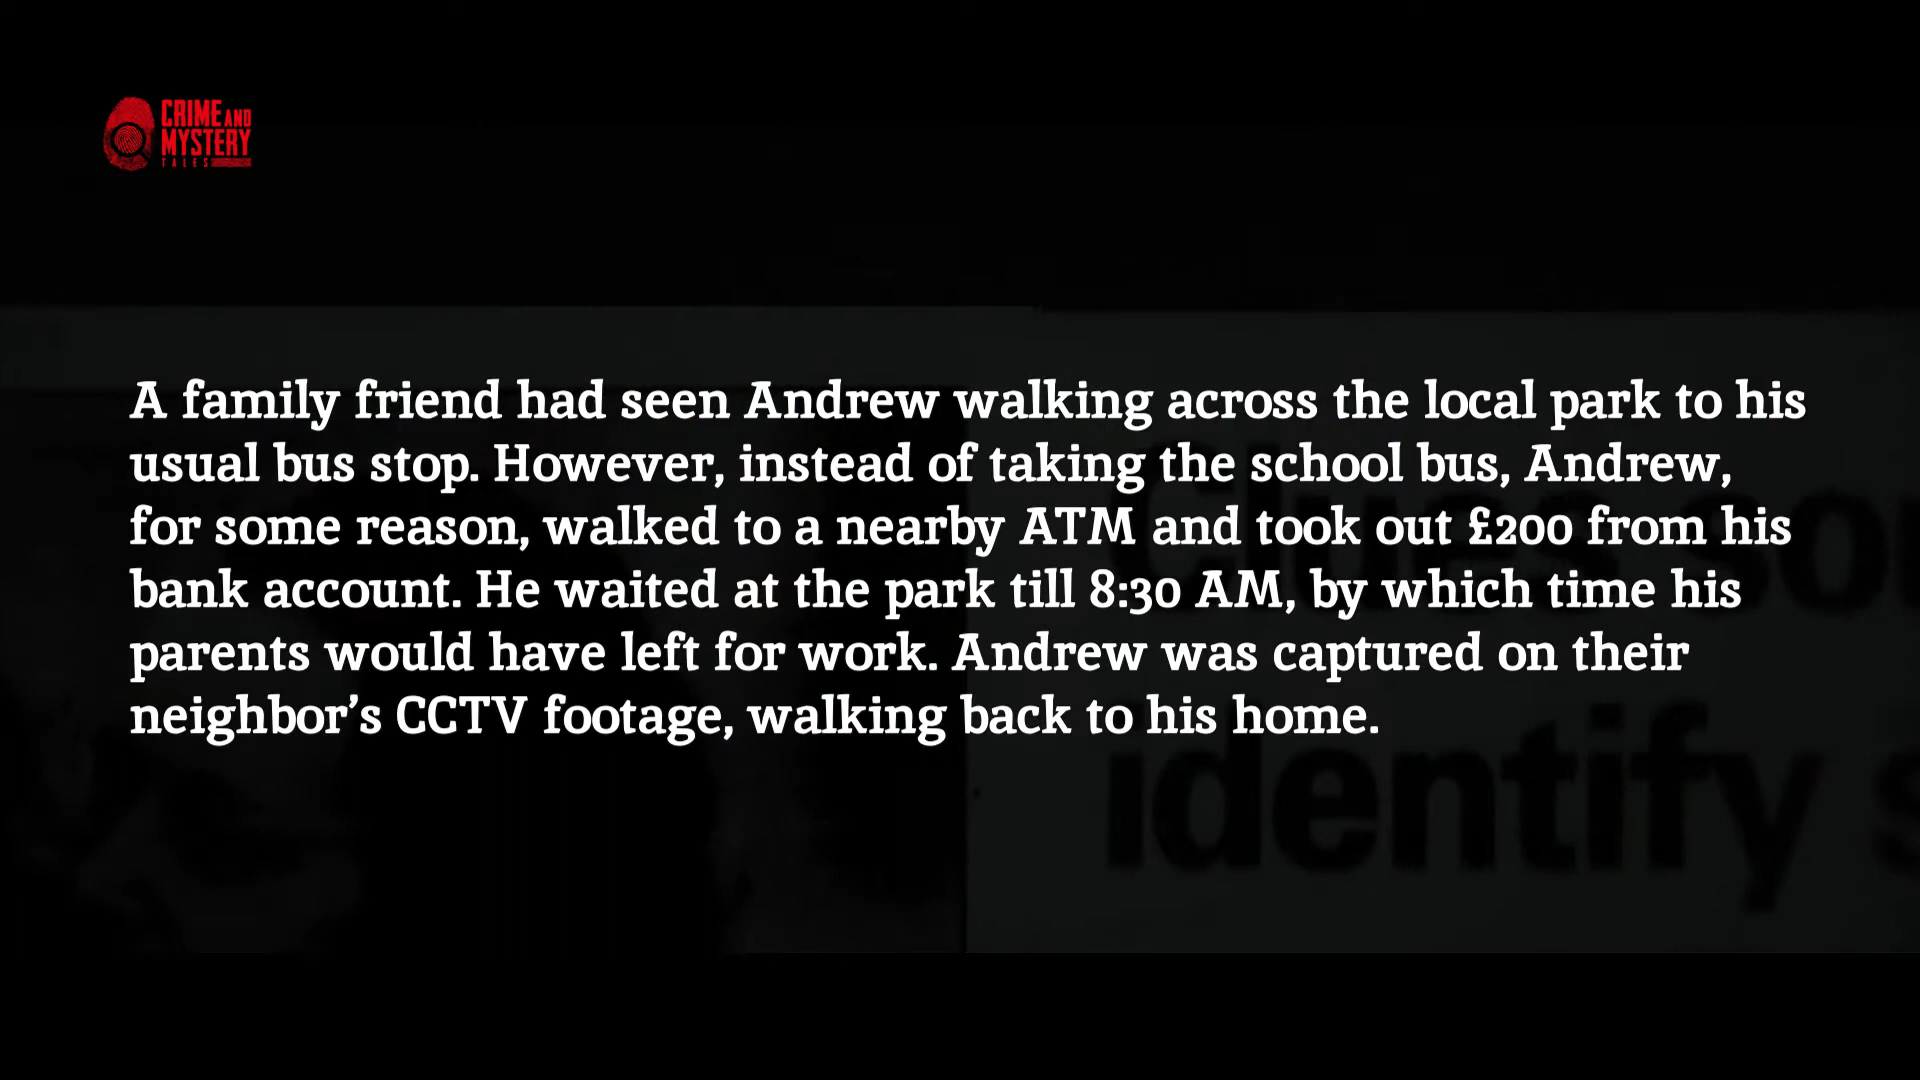 CRIME AND
MYSTERY
TALES
A family friend had seen Andrew walking across the local park to his
usual bus stop. However, instead of taking the school bus, Andrew,
for some reason, walked to a nearby ATM and took out £200 from his
bank account. He waited at the park till 8:30 AM, by which time his
parents would have left for work. Andrew was captured on their
neighbor’s CCTV footage, walking back to his home.
Clues
identify